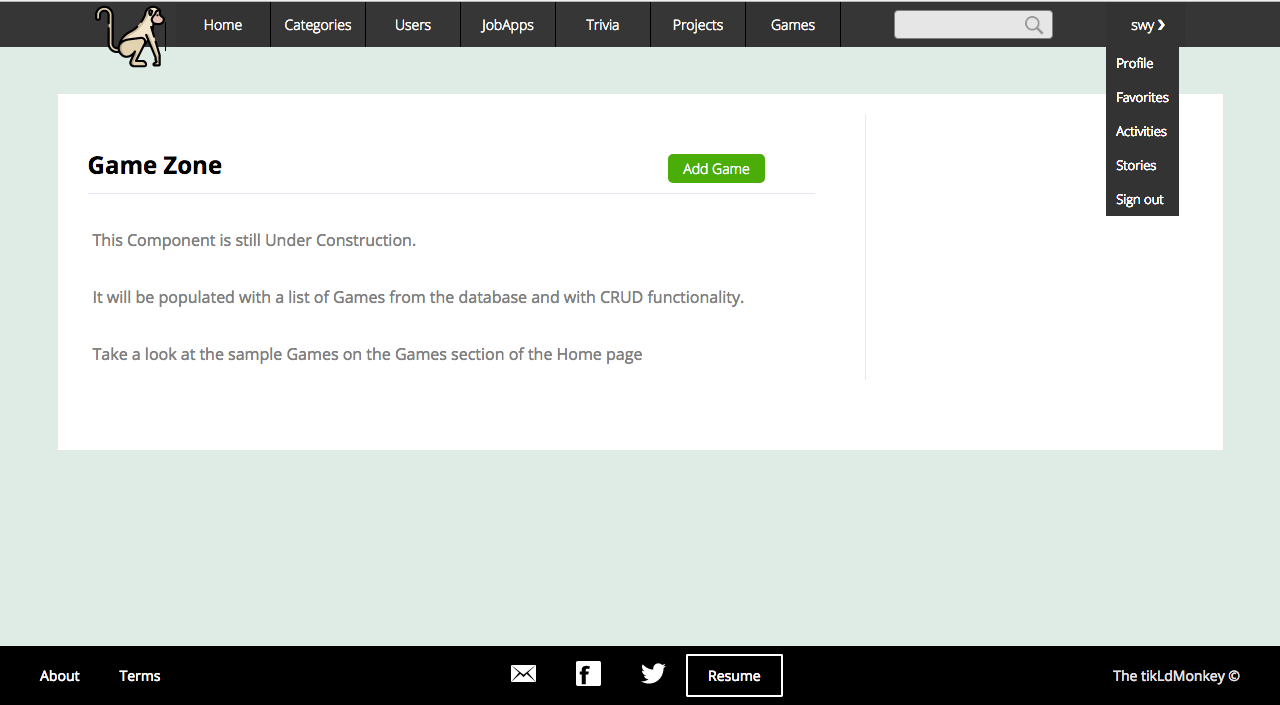 Home Categories Users JobApps Trivia Projects Games swy ❯
Profile
Favorites
Activities
Stories
Sign out
Game Zone
Add Game
This Component is still Under Construction.
It will be populated with a list of Games from the database and with CRUD functionality.
Take a look at the sample Games on the Games section of the Home page
About Terms f Resume The tikLdMonkey ©